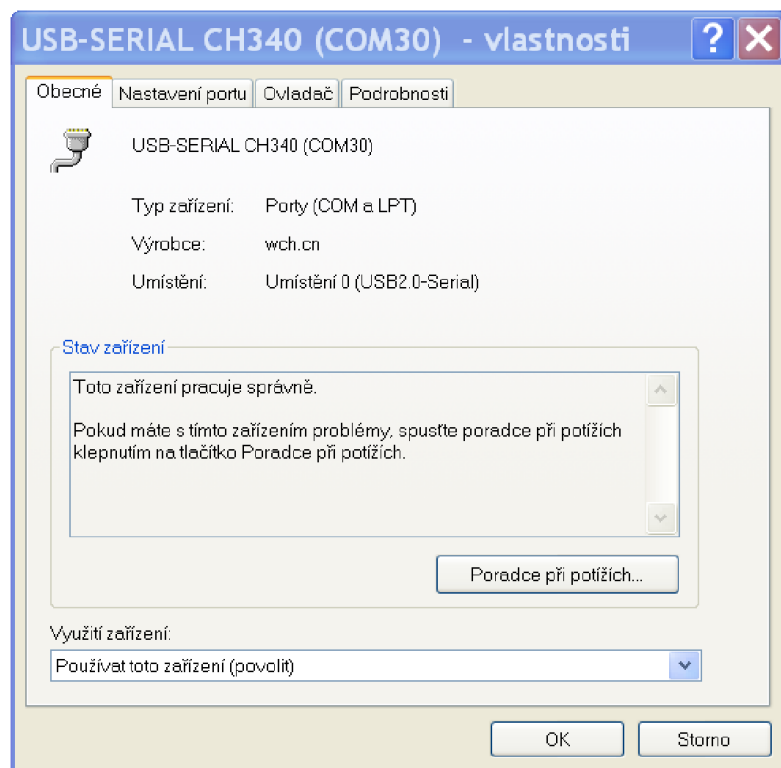 USB-SERIAL CH340 (COM30) - vlastnosti
Obecné Nastavení portu Ovladač Podrobnosti
USB-SERIAL CH340 (COM30)
Typ zařízení: Porty (COM a LPT)
Výrobce: wch.cn
Umístění: Umístění 0 (USB2.0-Serial)
Stav zařízení
Toto zařízení pracuje správně.
Pokud máte s tímto zařízením problémy, spusťte poradce při potížích
klepnutím na tlačítko Poradce při potížích.
Poradce při potížích...
Využití zařízení:
Používat toto zařízení (povolit)
OK Storno